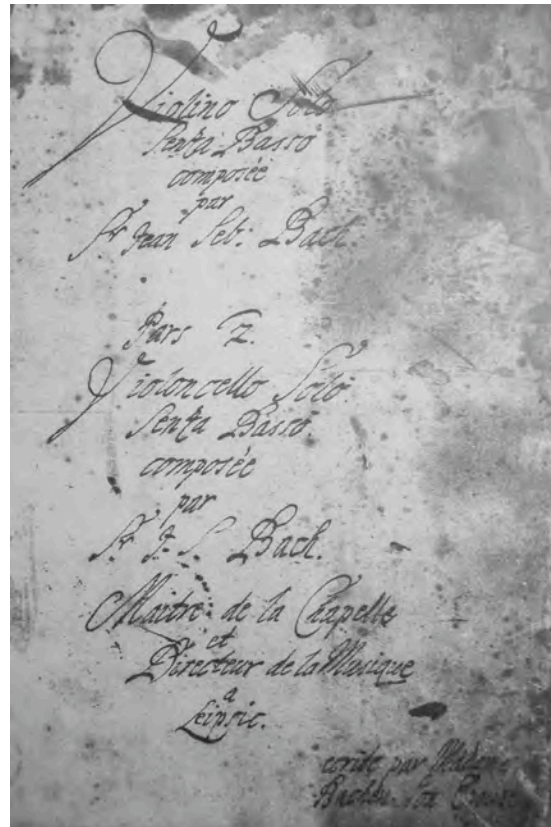 Violino Solo
Senza Basso
composée
par
Sr Jean Seb: Bach.
Pars 2.
Violoncello Solo
Senza Basso.
composée
par
Sr J. S. Bach.
Maitre de la Chapelle
et
Directeur de la Musique
a
Leipsic.
ecrite par Madame
Bachen. Son Epouse